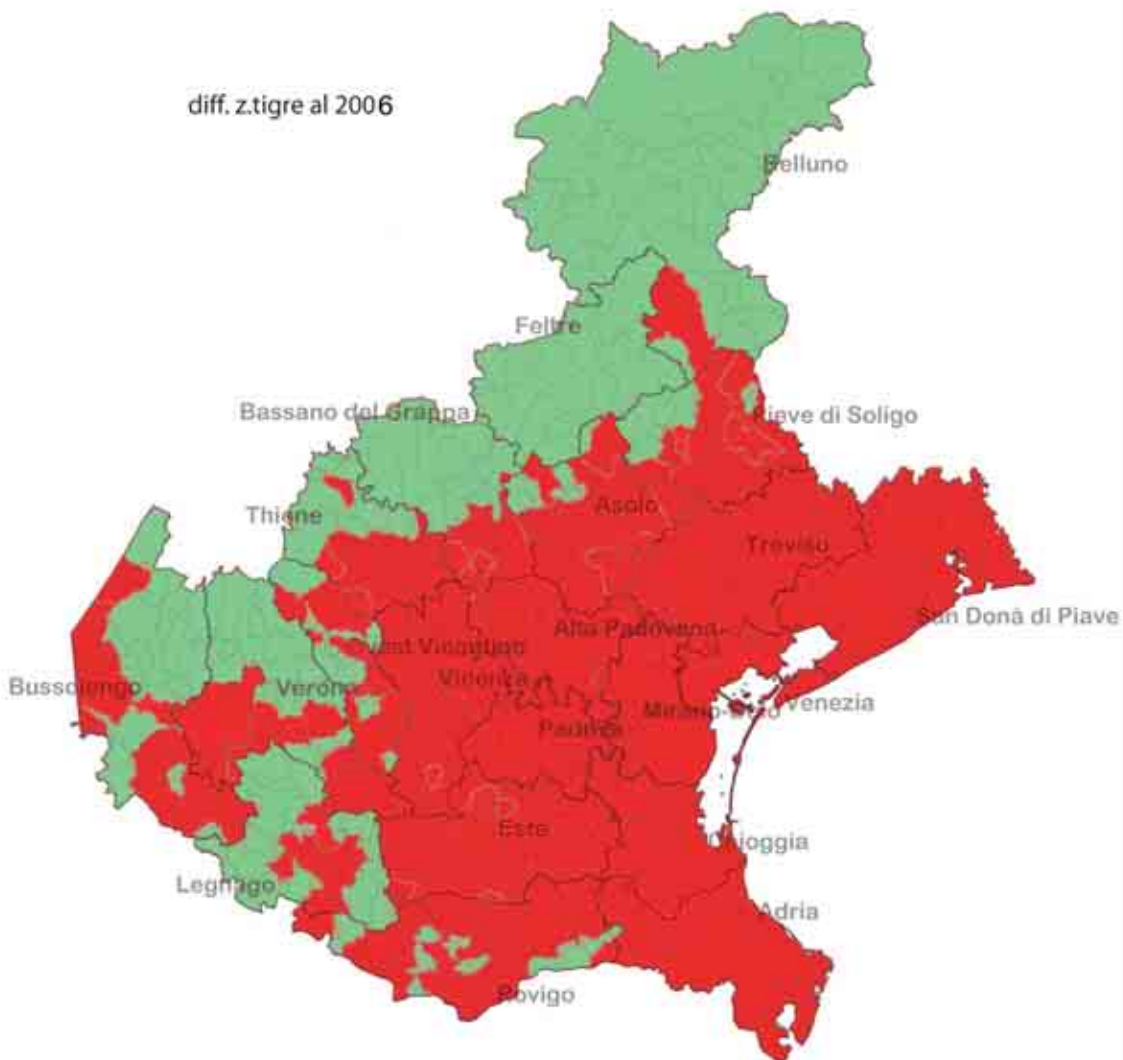 diff. z.tigre al 2006
Belluno
Feltre
Bassano del Grappa
Pieve di Soligo
Thiene
Asolo
Treviso
San Donà di Piave
Alta Padovana
Vicenza
Bussolengo
Verona
Venezia
Padova
Este
Chioggia
Legnago
Adria
Rovigo